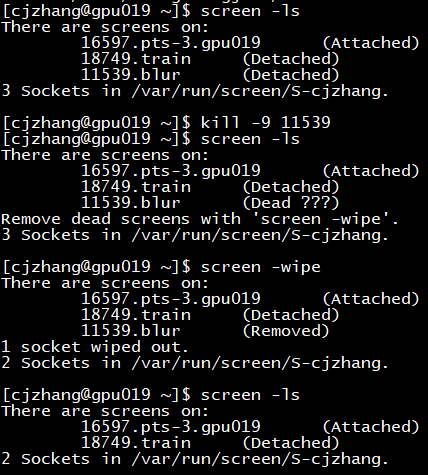 [cjzhang@gpu019 ~]$ screen -ls
There are screens on:
        16597.pts-3.gpu019      (Attached)
        18749.train     (Detached)
        11539.blur      (Detached)
3 Sockets in /var/run/screen/S-cjzhang.

[cjzhang@gpu019 ~]$ kill -9 11539
[cjzhang@gpu019 ~]$ screen -ls
There are screens on:
        16597.pts-3.gpu019      (Attached)
        18749.train     (Detached)
        11539.blur      (Dead ???)
Remove dead screens with 'screen -wipe'.
3 Sockets in /var/run/screen/S-cjzhang.

[cjzhang@gpu019 ~]$ screen -wipe
There are screens on:
        16597.pts-3.gpu019      (Attached)
        18749.train     (Detached)
        11539.blur      (Removed)
1 socket wiped out.
2 Sockets in /var/run/screen/S-cjzhang.

[cjzhang@gpu019 ~]$ screen -ls
There are screens on:
        16597.pts-3.gpu019      (Attached)
        18749.train     (Detached)
2 Sockets in /var/run/screen/S-cjzhang.